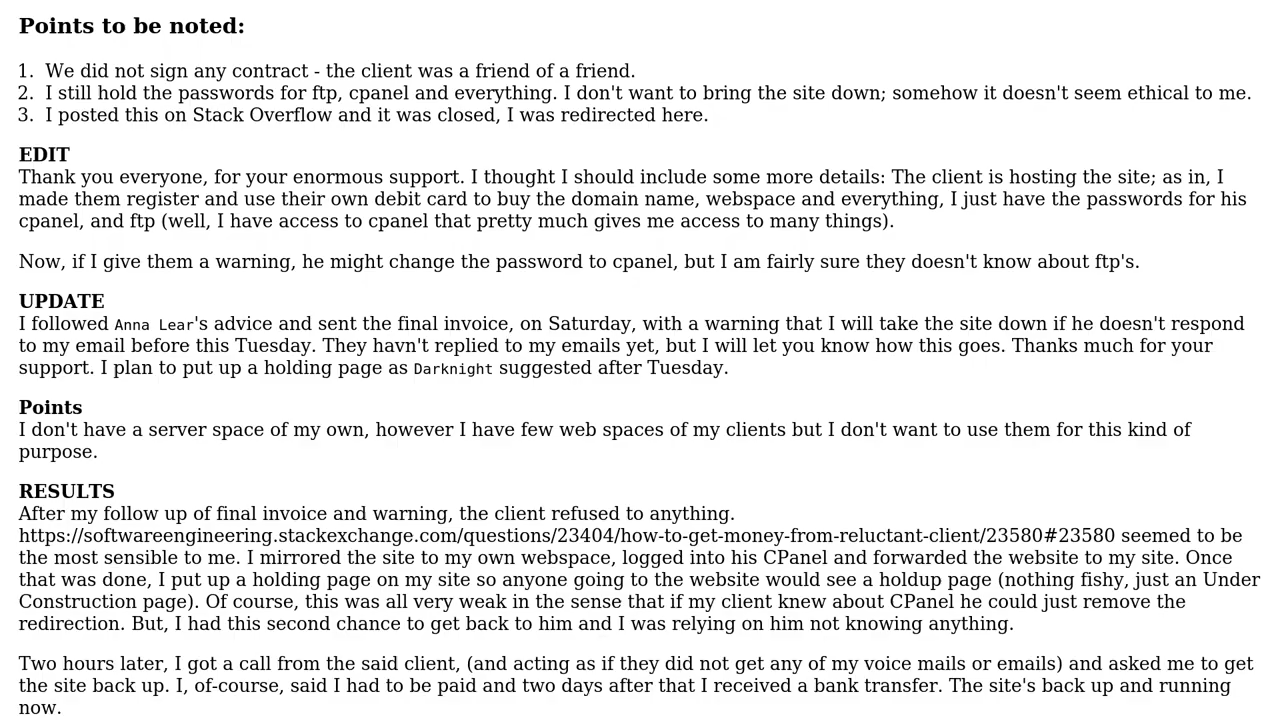 Points to be noted:
1. We did not sign any contract - the client was a friend of a friend.
2. I still hold the passwords for ftp, cpanel and everything. I don't want to bring the site down; somehow it doesn't seem ethical to me.
3. I posted this on Stack Overflow and it was closed, I was redirected here.
EDIT
Thank you everyone, for your enormous support. I thought I should include some more details: The client is hosting the site; as in, I
made them register and use their own debit card to buy the domain name, webspace and everything, I just have the passwords for his
cpanel, and ftp (well, I have access to cpanel that pretty much gives me access to many things).
Now, if I give them a warning, he might change the password to cpanel, but I am fairly sure they doesn't know about ftp's.
UPDATE
I followed Anna Lear's advice and sent the final invoice, on Saturday, with a warning that I will take the site down if he doesn't respond
to my email before this Tuesday. They havn't replied to my emails yet, but I will let you know how this goes. Thanks much for your
support. I plan to put up a holding page as Darknight suggested after Tuesday.
Points
I don't have a server space of my own, however I have few web spaces of my clients but I don't want to use them for this kind of
purpose.
RESULTS
After my follow up of final invoice and warning, the client refused to anything.
https://softwareengineering.stackexchange.com/questions/23404/how-to-get-money-from-reluctant-client/23580#23580 seemed to be
the most sensible to me. I mirrored the site to my own webspace, logged into his CPanel and forwarded the website to my site. Once
that was done, I put up a holding page on my site so anyone going to the website would see a holdup page (nothing fishy, just an Under
Construction page). Of course, this was all very weak in the sense that if my client knew about CPanel he could just remove the
redirection. But, I had this second chance to get back to him and I was relying on him not knowing anything.
Two hours later, I got a call from the said client, (and acting as if they did not get any of my voice mails or emails) and asked me to get
the site back up. I, of-course, said I had to be paid and two days after that I received a bank transfer. The site's back up and running
now.